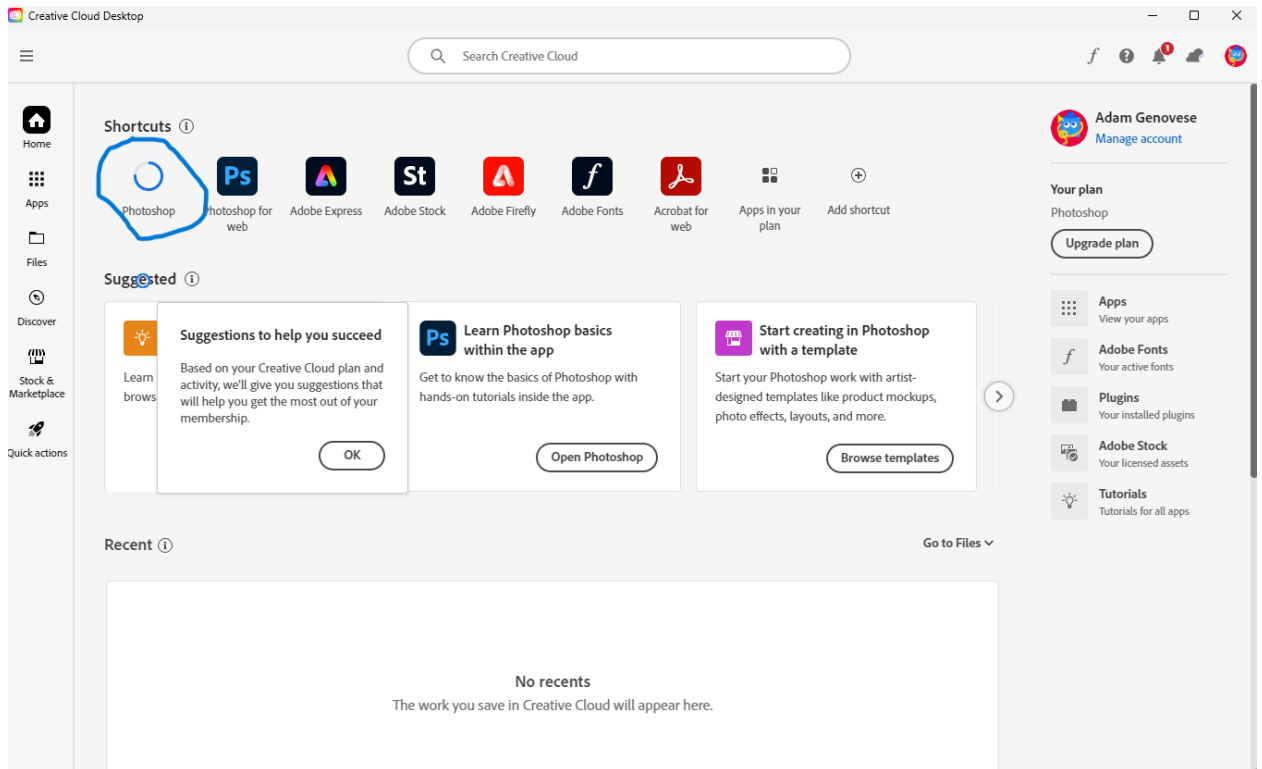 Creative Cloud Desktop
Search Creative Cloud
f
1
Home
Apps
Files
Discover
Stock &
Marketplace
Quick actions
Shortcuts
Photoshop
Ps
Photoshop for
web
Adobe Express
St
Adobe Stock
Adobe Firefly
f
Adobe Fonts
Acrobat for
web
Apps in your
plan
Add shortcut
Suggested
Learn
brows
Suggestions to help you succeed
Based on your Creative Cloud plan and
activity, we'll give you suggestions that
will help you get the most out of your
membership.
OK
Ps
Learn Photoshop basics
within the app
Get to know the basics of Photoshop with
hands-on tutorials inside the app.
Open Photoshop
Start creating in Photoshop
with a template
Start your Photoshop work with artist-
designed templates like product mockups,
photo effects, layouts, and more.
Browse templates
Recent
Go to Files
No recents
The work you save in Creative Cloud will appear here.
Adam Genovese
Manage account
Your plan
Photoshop
Upgrade plan
Apps
View your apps
f
Adobe Fonts
Your active fonts
Plugins
Your installed plugins
Adobe Stock
Your licensed assets
Tutorials
Tutorials for all apps